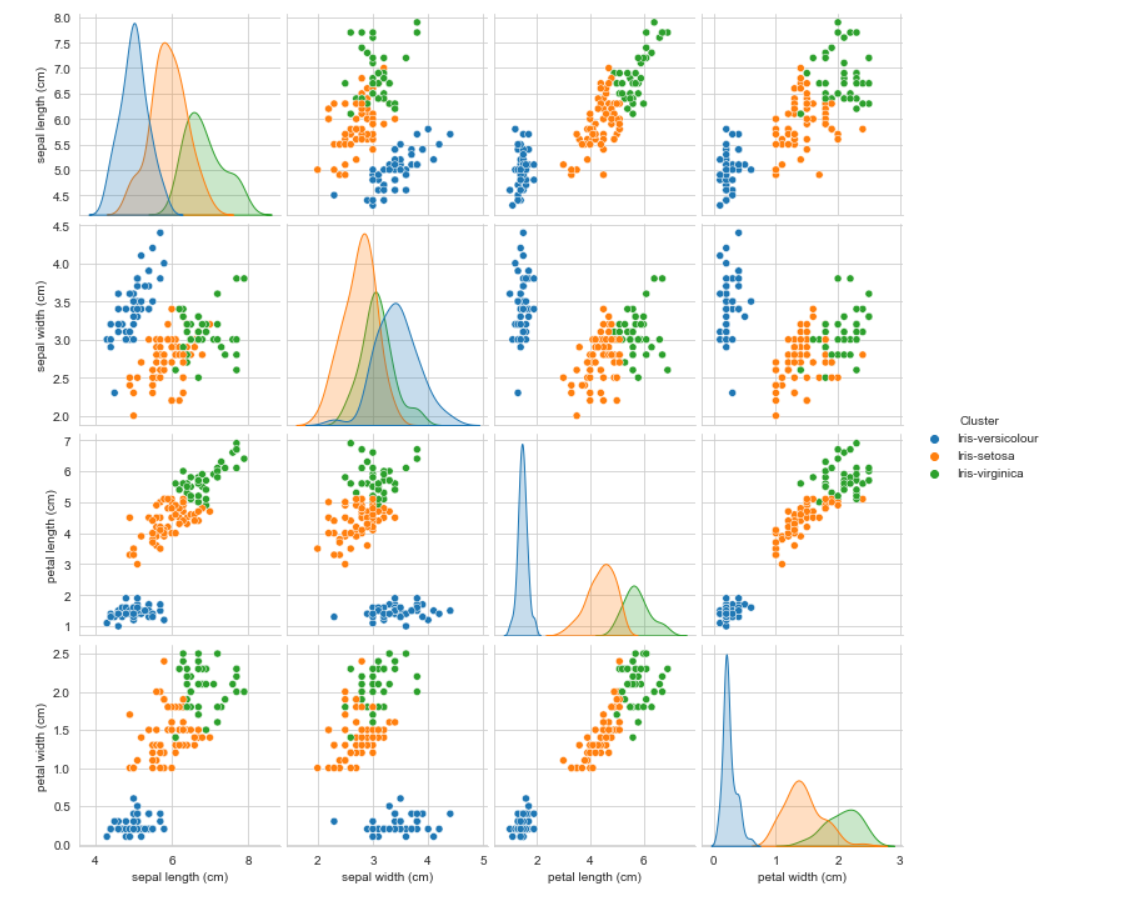 8.0
7.5
7.0
6.5
6.0
5.5
5.0
4.5
sepal length (cm)
4.5
4.0
3.5
3.0
2.5
2.0
sepal width (cm)
7
6
5
4
3
2
1
petal length (cm)
2.5
2.0
1.5
1.0
0.5
0.0
petal width (cm)
4 6 8
sepal length (cm)
2 3 4 5
sepal width (cm)
2 4 6
petal length (cm)
0 1 2 3
petal width (cm)
Cluster
Iris-versicolour
Iris-setosa
Iris-virginica